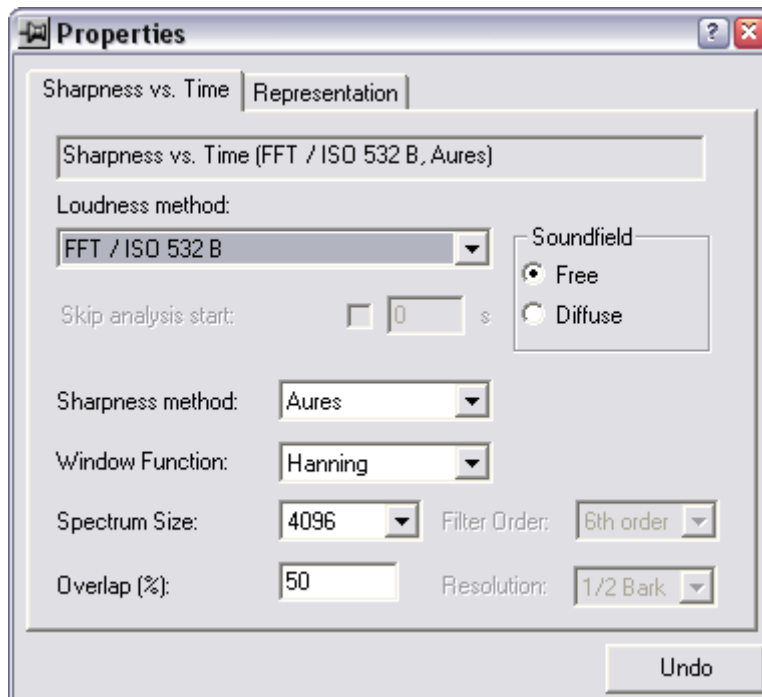 Properties
?
Sharpness vs. Time
Representation
Sharpness vs. Time (FFT / ISO 532 B, Aures)
Loudness method:
FFT / ISO 532 B
Soundfield
Free
Diffuse
Skip analysis start:
0
s
Sharpness method:
Aures
Window Function:
Hanning
Spectrum Size:
4096
Filter Order:
6th order
Overlap (%):
50
Resolution:
1/2 Bark
Undo